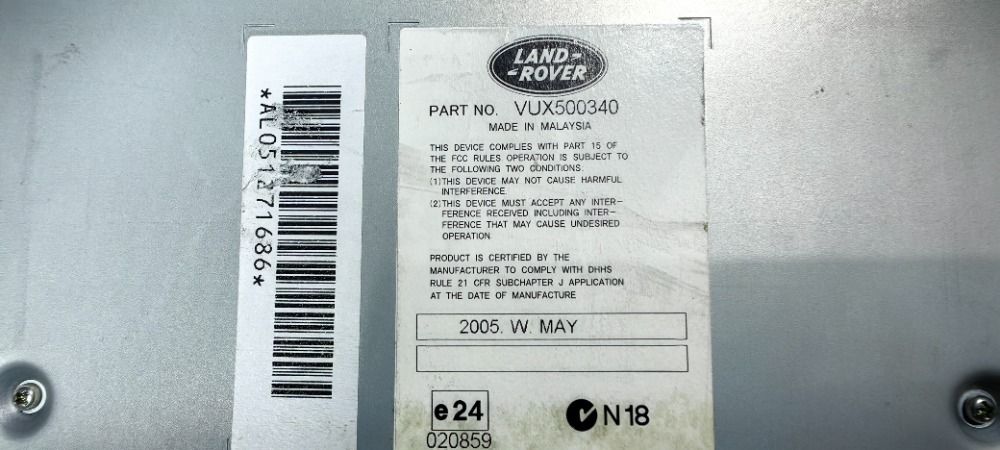 *AL051271686*
LAND-
-ROVER
PART NO. VUX500340
MADE IN MALAYSIA
THIS DEVICE COMPLIES WITH PART 15 OF
THE FCC RULES OPERATION IS SUBJECT TO
THE FOLLOWING TWO CONDITIONS.
(1)THIS DEVICE MAY NOT CAUSE HARMFUL
INTERFERENCE.
(2)THIS DEVICE MUST ACCEPT ANY INTER-
FERENCE RECEIVED INCLUDING INTER-
FERENCE THAT MAY CAUSE UNDESIRED
OPERATION.
PRODUCT IS CERTIFIED BY THE
MANUFACTURER TO COMPLY WITH DHHS
RULE 21 CFR SUBCHAPTER J APPLICATION
AT THE DATE OF MANUFACTURE
2005. W. MAY
e24
020859
N18